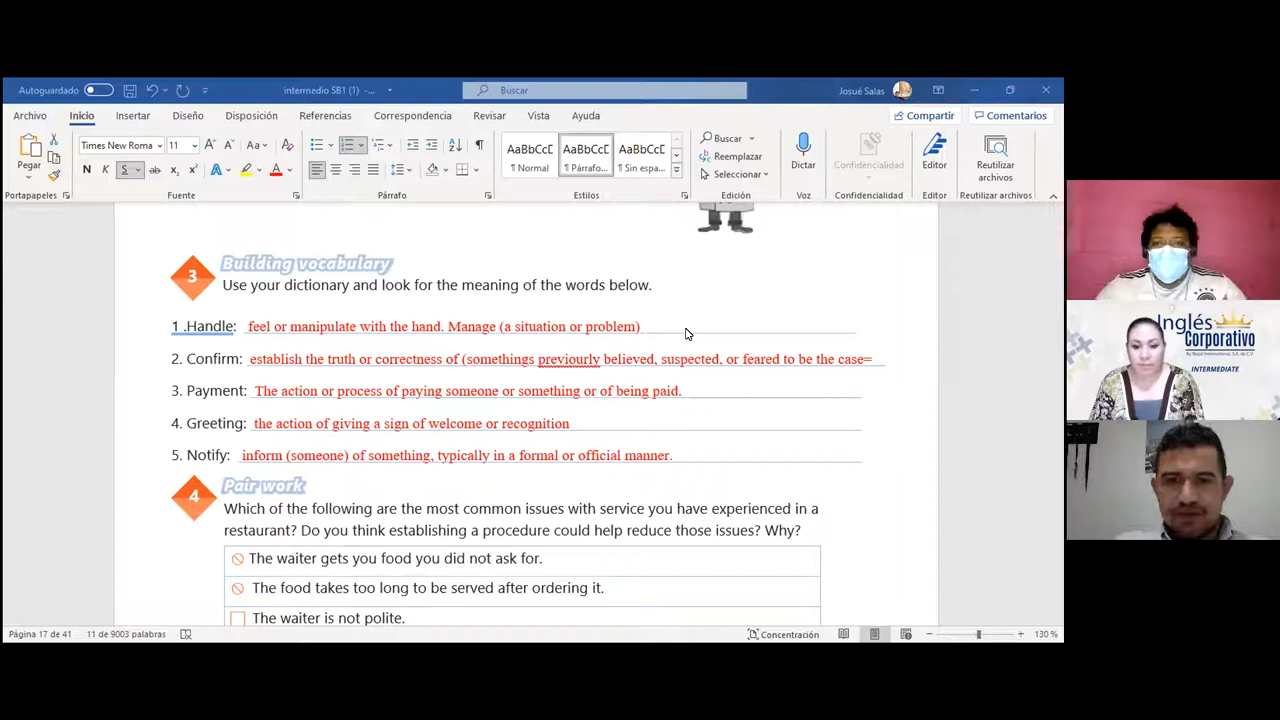 Autoguardado
intermedio SB1 (1) -...
Buscar
Josué Salas
Archivo Inicio Insertar Diseño Disposición Referencias Correspondencia Revisar Vista Ayuda
Compartir Comentarios
Times New Roma 11
AaBbCcC AaBbCcC AaBbCcC
Buscar
Reemplazar
Seleccionar
Pegar
N K S ab x₂ x² A A
¶ Normal ¶ Párrafo... ¶ Sin espa...
Dictar Confidencialidad Editor Reutilizar archivos
Portapapeles Fuente Párrafo Estilos Edición Voz Confidencialidad Editor Reutilizar archivos
3 Building vocabulary
Use your dictionary and look for the meaning of the words below.
1 .Handle: feel or manipulate with the hand. Manage (a situation or problem)
2. Confirm: establish the truth or correctness of (somethings previourly believed, suspected, or feared to be the case=
3. Payment: The action or process of paying someone or something or of being paid.
4. Greeting: the action of giving a sign of welcome or recognition
5. Notify: inform (someone) of something, typically in a formal or official manner.
4 Pair work
Which of the following are the most common issues with service you have experienced in a
restaurant? Do you think establishing a procedure could help reduce those issues? Why?
The waiter gets you food you did not ask for.
The food takes too long to be served after ordering it.
The waiter is not polite.
Página 17 de 41 11 de 9003 palabras
Concentración
130 %
Inglés
Corporativo
INTERMEDIATE